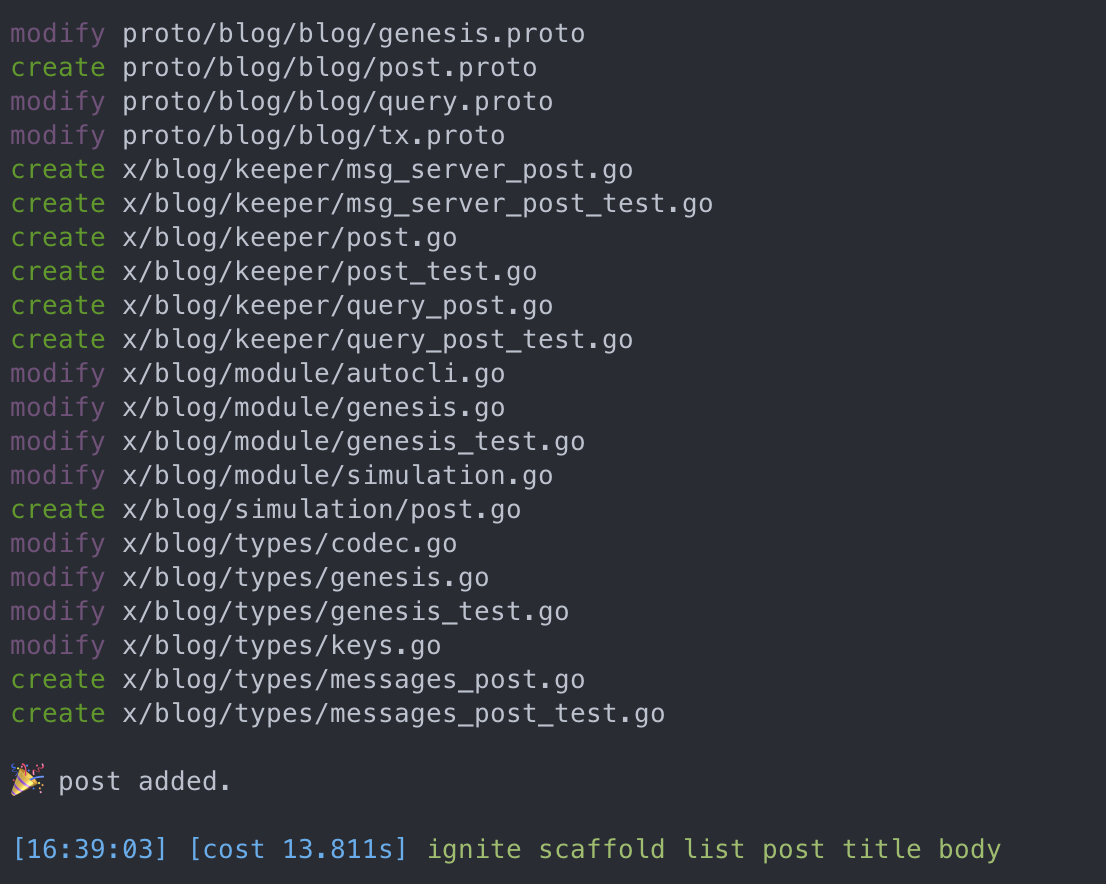 modify proto/blog/blog/genesis.proto
create proto/blog/blog/post.proto
modify proto/blog/blog/query.proto
modify proto/blog/blog/tx.proto
create x/blog/keeper/msg_server_post.go
create x/blog/keeper/msg_server_post_test.go
create x/blog/keeper/post.go
create x/blog/keeper/post_test.go
create x/blog/keeper/query_post.go
create x/blog/keeper/query_post_test.go
modify x/blog/module/autocli.go
modify x/blog/module/genesis.go
modify x/blog/module/genesis_test.go
modify x/blog/module/simulation.go
create x/blog/simulation/post.go
modify x/blog/types/codec.go
modify x/blog/types/genesis.go
modify x/blog/types/genesis_test.go
modify x/blog/types/keys.go
create x/blog/types/messages_post.go
create x/blog/types/messages_post_test.go
🎉 post added.
[16:39:03] [cost 13.811s] ignite scaffold list post title body